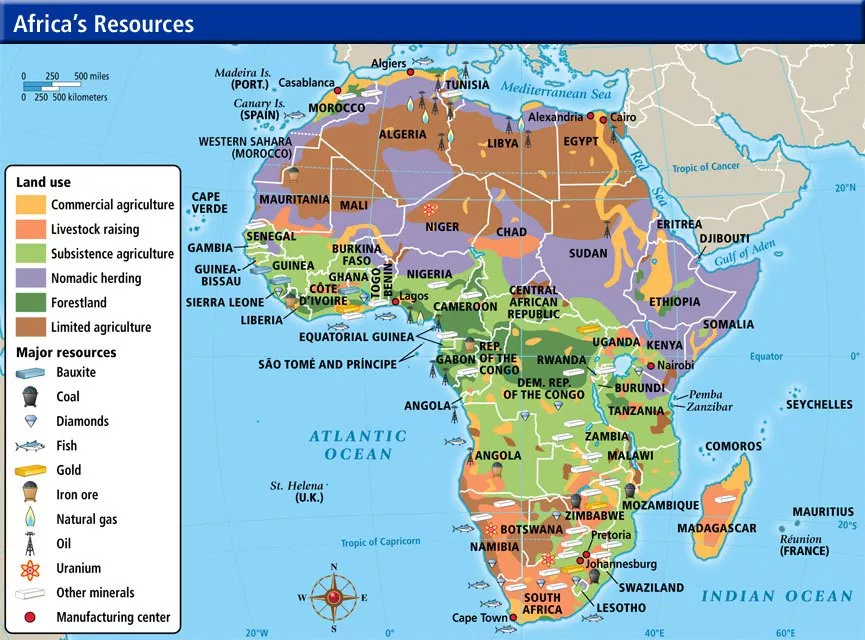 Africa's Resources
0 250 500 miles
0 250 500 kilometers
Land use
Commercial agriculture
Livestock raising
Subsistence agriculture
Nomadic herding
Forestland
Limited agriculture
Major resources
Bauxite
Coal
Diamonds
Fish
Gold
Iron ore
Natural gas
Oil
Uranium
Other minerals
Manufacturing center
Madeira Is.
(PORT.)
Casablanca
Algiers
TUNISIA
Mediterranean Sea
Canary Is.
(SPAIN)
MOROCCO
ALGERIA
LIBYA
Alexandria
Cairo
EGYPT
WESTERN SAHARA
(MOROCCO)
Red Sea
Tropic of Cancer
20°N
CAPE
VERDE
MAURITANIA
MALI
NIGER
CHAD
SUDAN
ERITREA
DJIBOUTI
Gulf of Aden
SENEGAL
GAMBIA
GUINEA-
BISSAU
GUINEA
BURKINA
FASO
GHANA
TOGO
BENIN
NIGERIA
SIERRA LEONE
CÔTE
D'IVOIRE
LIBERIA
Lagos
CAMEROON
CENTRAL
AFRICAN
REPUBLIC
ETHIOPIA
SOMALIA
EQUATORIAL GUINEA
SÃO TOMÉ AND PRÍNCIPE
GABON
REP.
OF THE
CONGO
UGANDA
KENYA
Equator
0°
RWANDA
Nairobi
DEM. REP.
OF THE CONGO
BURUNDI
TANZANIA
Pemba
Zanzibar
SEYCHELLES
ANGOLA
ATLANTIC
OCEAN
ANGOLA
ZAMBIA
MALAWI
COMOROS
St. Helena
(U.K.)
MOZAMBIQUE
ZIMBABWE
MADAGASCAR
MAURITIUS
20°S
Réunion
(FRANCE)
BOTSWANA
NAMIBIA
Pretoria
Johannesburg
Tropic of Capricorn
SWAZILAND
LESOTHO
SOUTH
AFRICA
Cape Town
INDIAN OCEAN
N
W E
S
20°W 0° 40°E 60°E